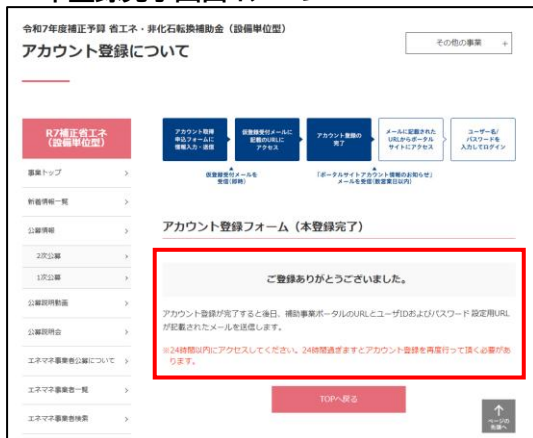 令和7年度補正予算 省エネ・非化石転換補助金（設備単位型）
アカウント登録について
その他の事業 +
R7補正省エネ
（設備単位型）
事業トップ
新着情報一覧
公募情報
2次公募
1次公募
公募説明動画
公募説明会
エネマネ事業者公募について
エネマネ事業者一覧
エネマネ事業者検索
アカウント取得
申込フォームに
情報入力・送信
仮登録受付メールに
記載のURLに
アクセス
アカウント登録の
完了
メールに記載された
URLからポータル
サイトにアクセス
ユーザー名/
パスワードを
入力してログイン
仮登録受付メールを
受信(即時)
「ポータルサイトアカウント情報のお知らせ」
メールを受信(翌営業日以内)
アカウント登録フォーム（本登録完了）
ご登録ありがとうございました。
アカウント登録が完了すると後日、補助事業ポータルのURLとユーザIDおよびパスワード設定用URL
が記載されたメールを送信します。
※24時間以内にアクセスしてください。24時間過ぎますとアカウント登録を再度行って頂く必要があ
ります。
TOPへ戻る
ページの
先頭へ